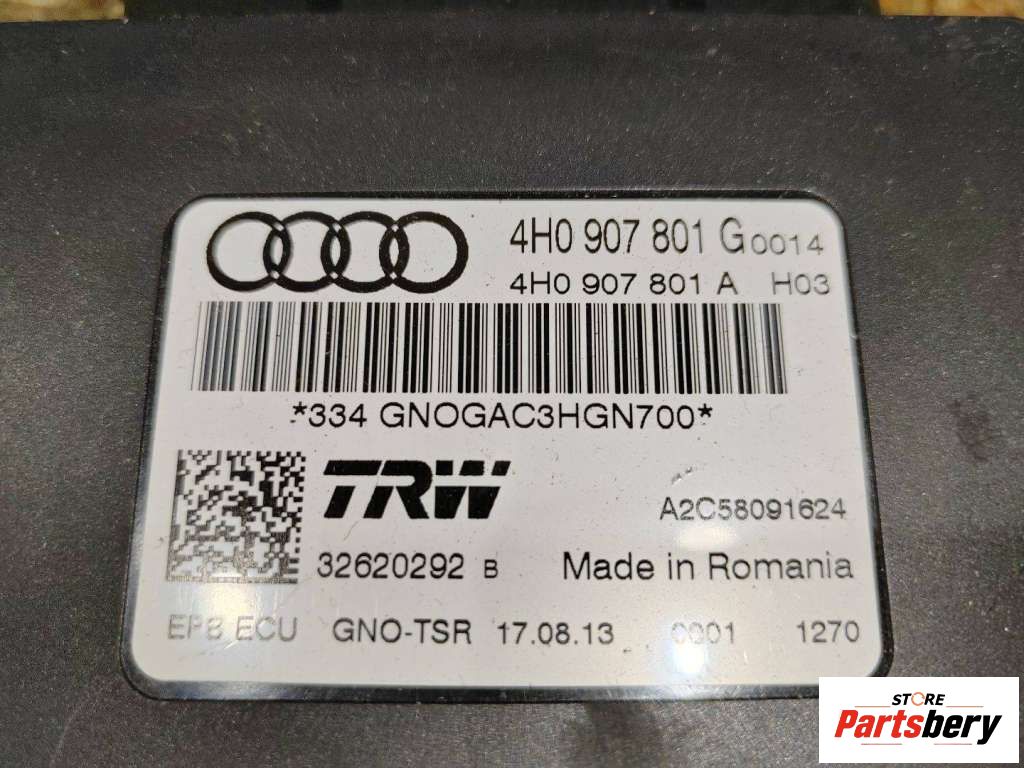 4H0 907 801 G 0014
4H0 907 801 A H03
*334 GNOGAC3HGN700*
TRW
A2C58091624
32620292 B Made in Romania
EPB ECU GNO-TSR 17.08.13 0001 1270
STORE
Partsbery